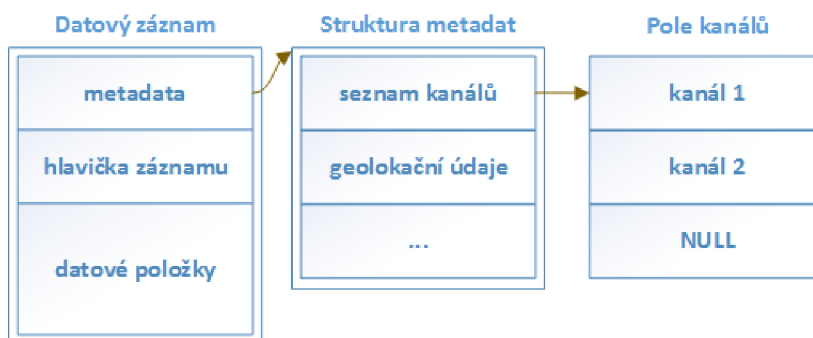 Datový záznam
metadata
hlavička záznamu
datové položky
Struktura metadat
seznam kanálů
geolokační údaje
...
Pole kanálů
kanál 1
kanál 2
NULL